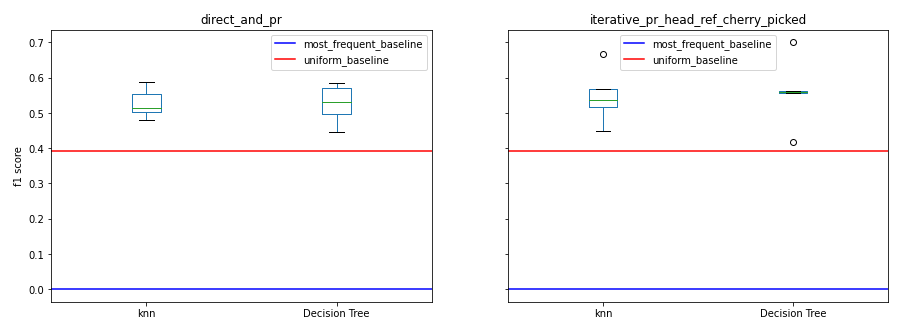 direct_and_pr
iterative_pr_head_ref_cherry_picked
most_frequent_baseline
uniform_baseline
most_frequent_baseline
uniform_baseline
f1 score
0.7
0.6
0.5
0.4
0.3
0.2
0.1
0.0
knn
Decision Tree
knn
Decision Tree